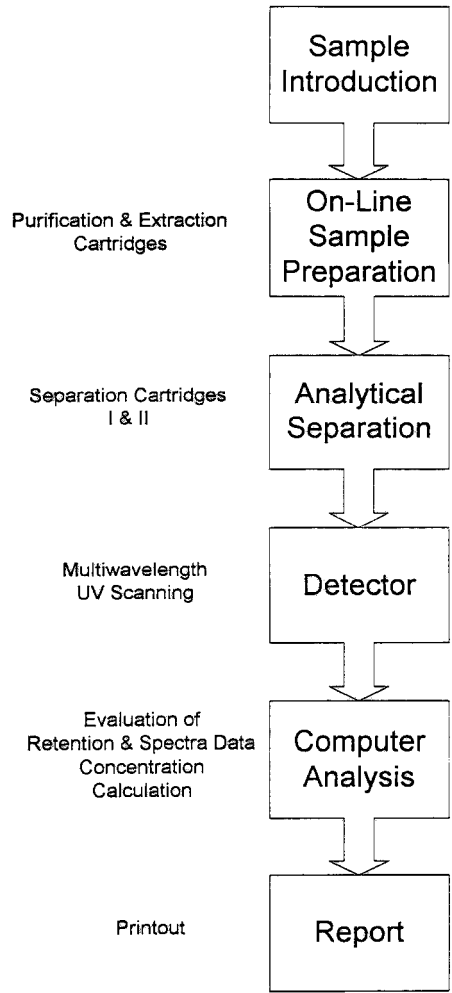 Sample
Introduction
Purification & Extraction
Cartridges
On-Line
Sample
Preparation
Separation Cartridges
I & II
Analytical
Separation
Multiwavelength
UV Scanning
Detector
Evaluation of
Retention & Spectra Data
Concentration
Calculation
Computer
Analysis
Printout
Report